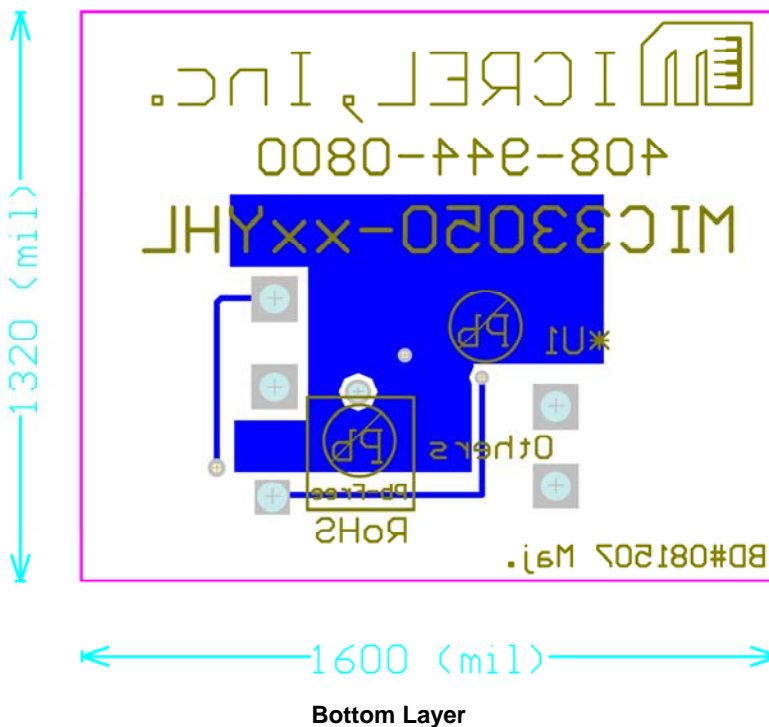 MICREL, Inc.
408-944-0800
MIC33050-xxYHL
Pb
*U1
Pb
Others
Pb-Free
RoHS
BD#081507 Maj.
1320 (mil)
1600 (mil)
Bottom Layer